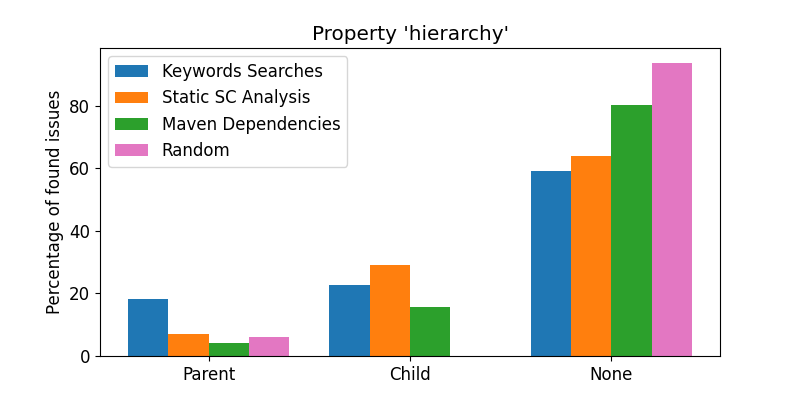 Property 'hierarchy'
Percentage of found issues
80
60
40
20
0
Keywords Searches
Static SC Analysis
Maven Dependencies
Random
Parent
Child
None